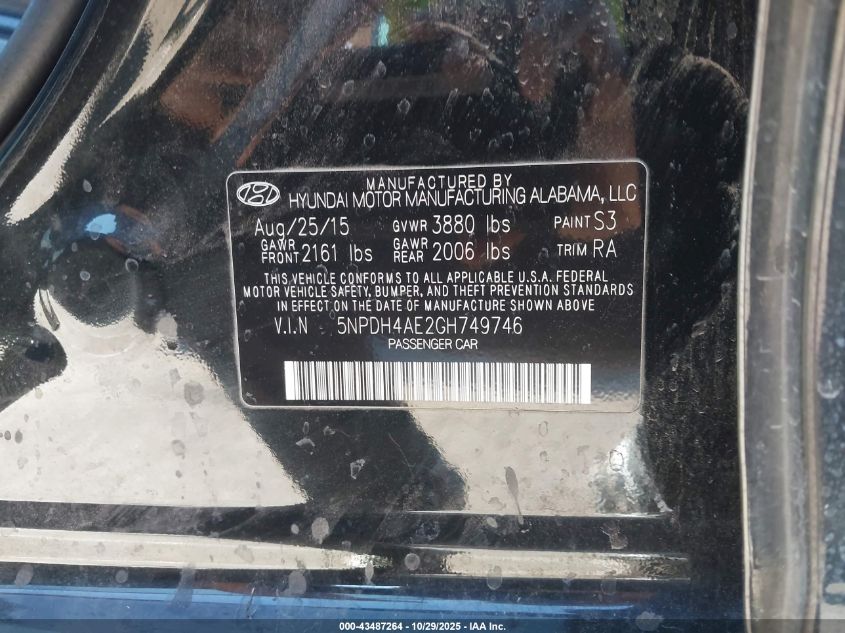 MANUFACTURED BY
HYUNDAI MOTOR MANUFACTURING ALABAMA, LLC
Aug/25/15 GVWR 3880 lbs PAINT S3
GAWR FRONT 2161 lbs GAWR REAR 2006 lbs TRIM RA
THIS VEHICLE CONFORMS TO ALL APPLICABLE U.S.A. FEDERAL
MOTOR VEHICLE SAFETY, BUMPER, AND THEFT PREVENTION STANDARDS
IN EFFECT ON THE DATE OF MANUFACTURE SHOWN ABOVE
V.I.N 5NPDH4AE2GH749746
PASSENGER CAR
000-43487264 - 10/29/2025 - IAA Inc.